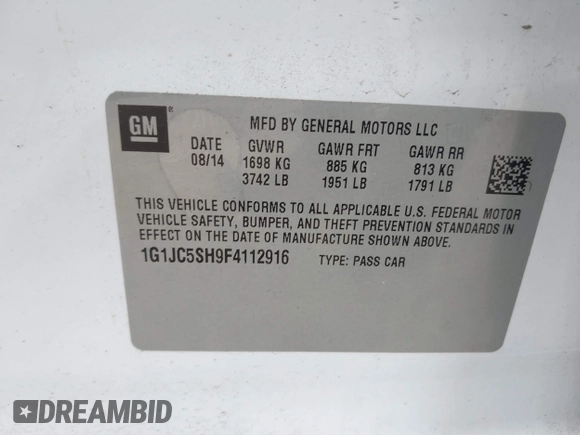 GM ®
MFD BY GENERAL MOTORS LLC
DATE GVWR GAWR FRT GAWR RR
08/14 1698 KG 885 KG 813 KG
3742 LB 1951 LB 1791 LB
THIS VEHICLE CONFORMS TO ALL APPLICABLE U.S. FEDERAL MOTOR
VEHICLE SAFETY, BUMPER, AND THEFT PREVENTION STANDARDS IN
EFFECT ON THE DATE OF MANUFACTURE SHOWN ABOVE.
1G1JC5SH9F4112916 TYPE: PASS CAR
DREAMBID